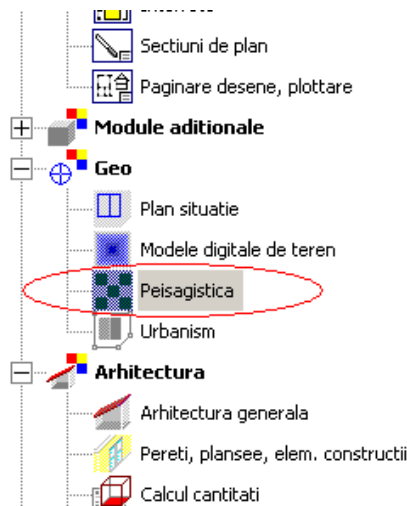 Sectiuni de plan
Paginare desene, plottare
Module aditionale
Geo
Plan situatie
Modele digitale de teren
Peisagistica
Urbanism
Arhitectura
Arhitectura generala
Pereti, plansee, elem. constructii
Calcul cantitati